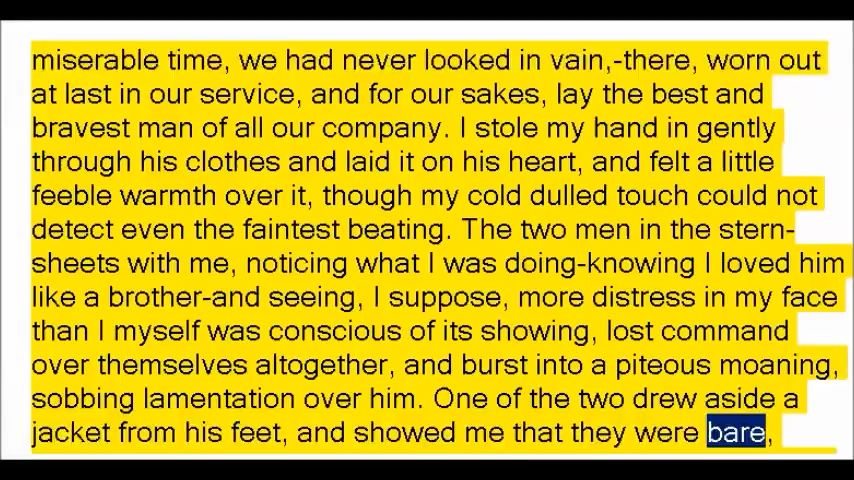 miserable time, we had never looked in vain,-there, worn out
at last in our service, and for our sakes, lay the best and
bravest man of all our company. I stole my hand in gently
through his clothes and laid it on his heart, and felt a little
feeble warmth over it, though my cold dulled touch could not
detect even the faintest beating. The two men in the stern-
sheets with me, noticing what I was doing-knowing I loved him
like a brother-and seeing, I suppose, more distress in my face
than I myself was conscious of its showing, lost command
over themselves altogether, and burst into a piteous moaning,
sobbing lamentation over him. One of the two drew aside a
jacket from his feet, and showed me that they were bare,